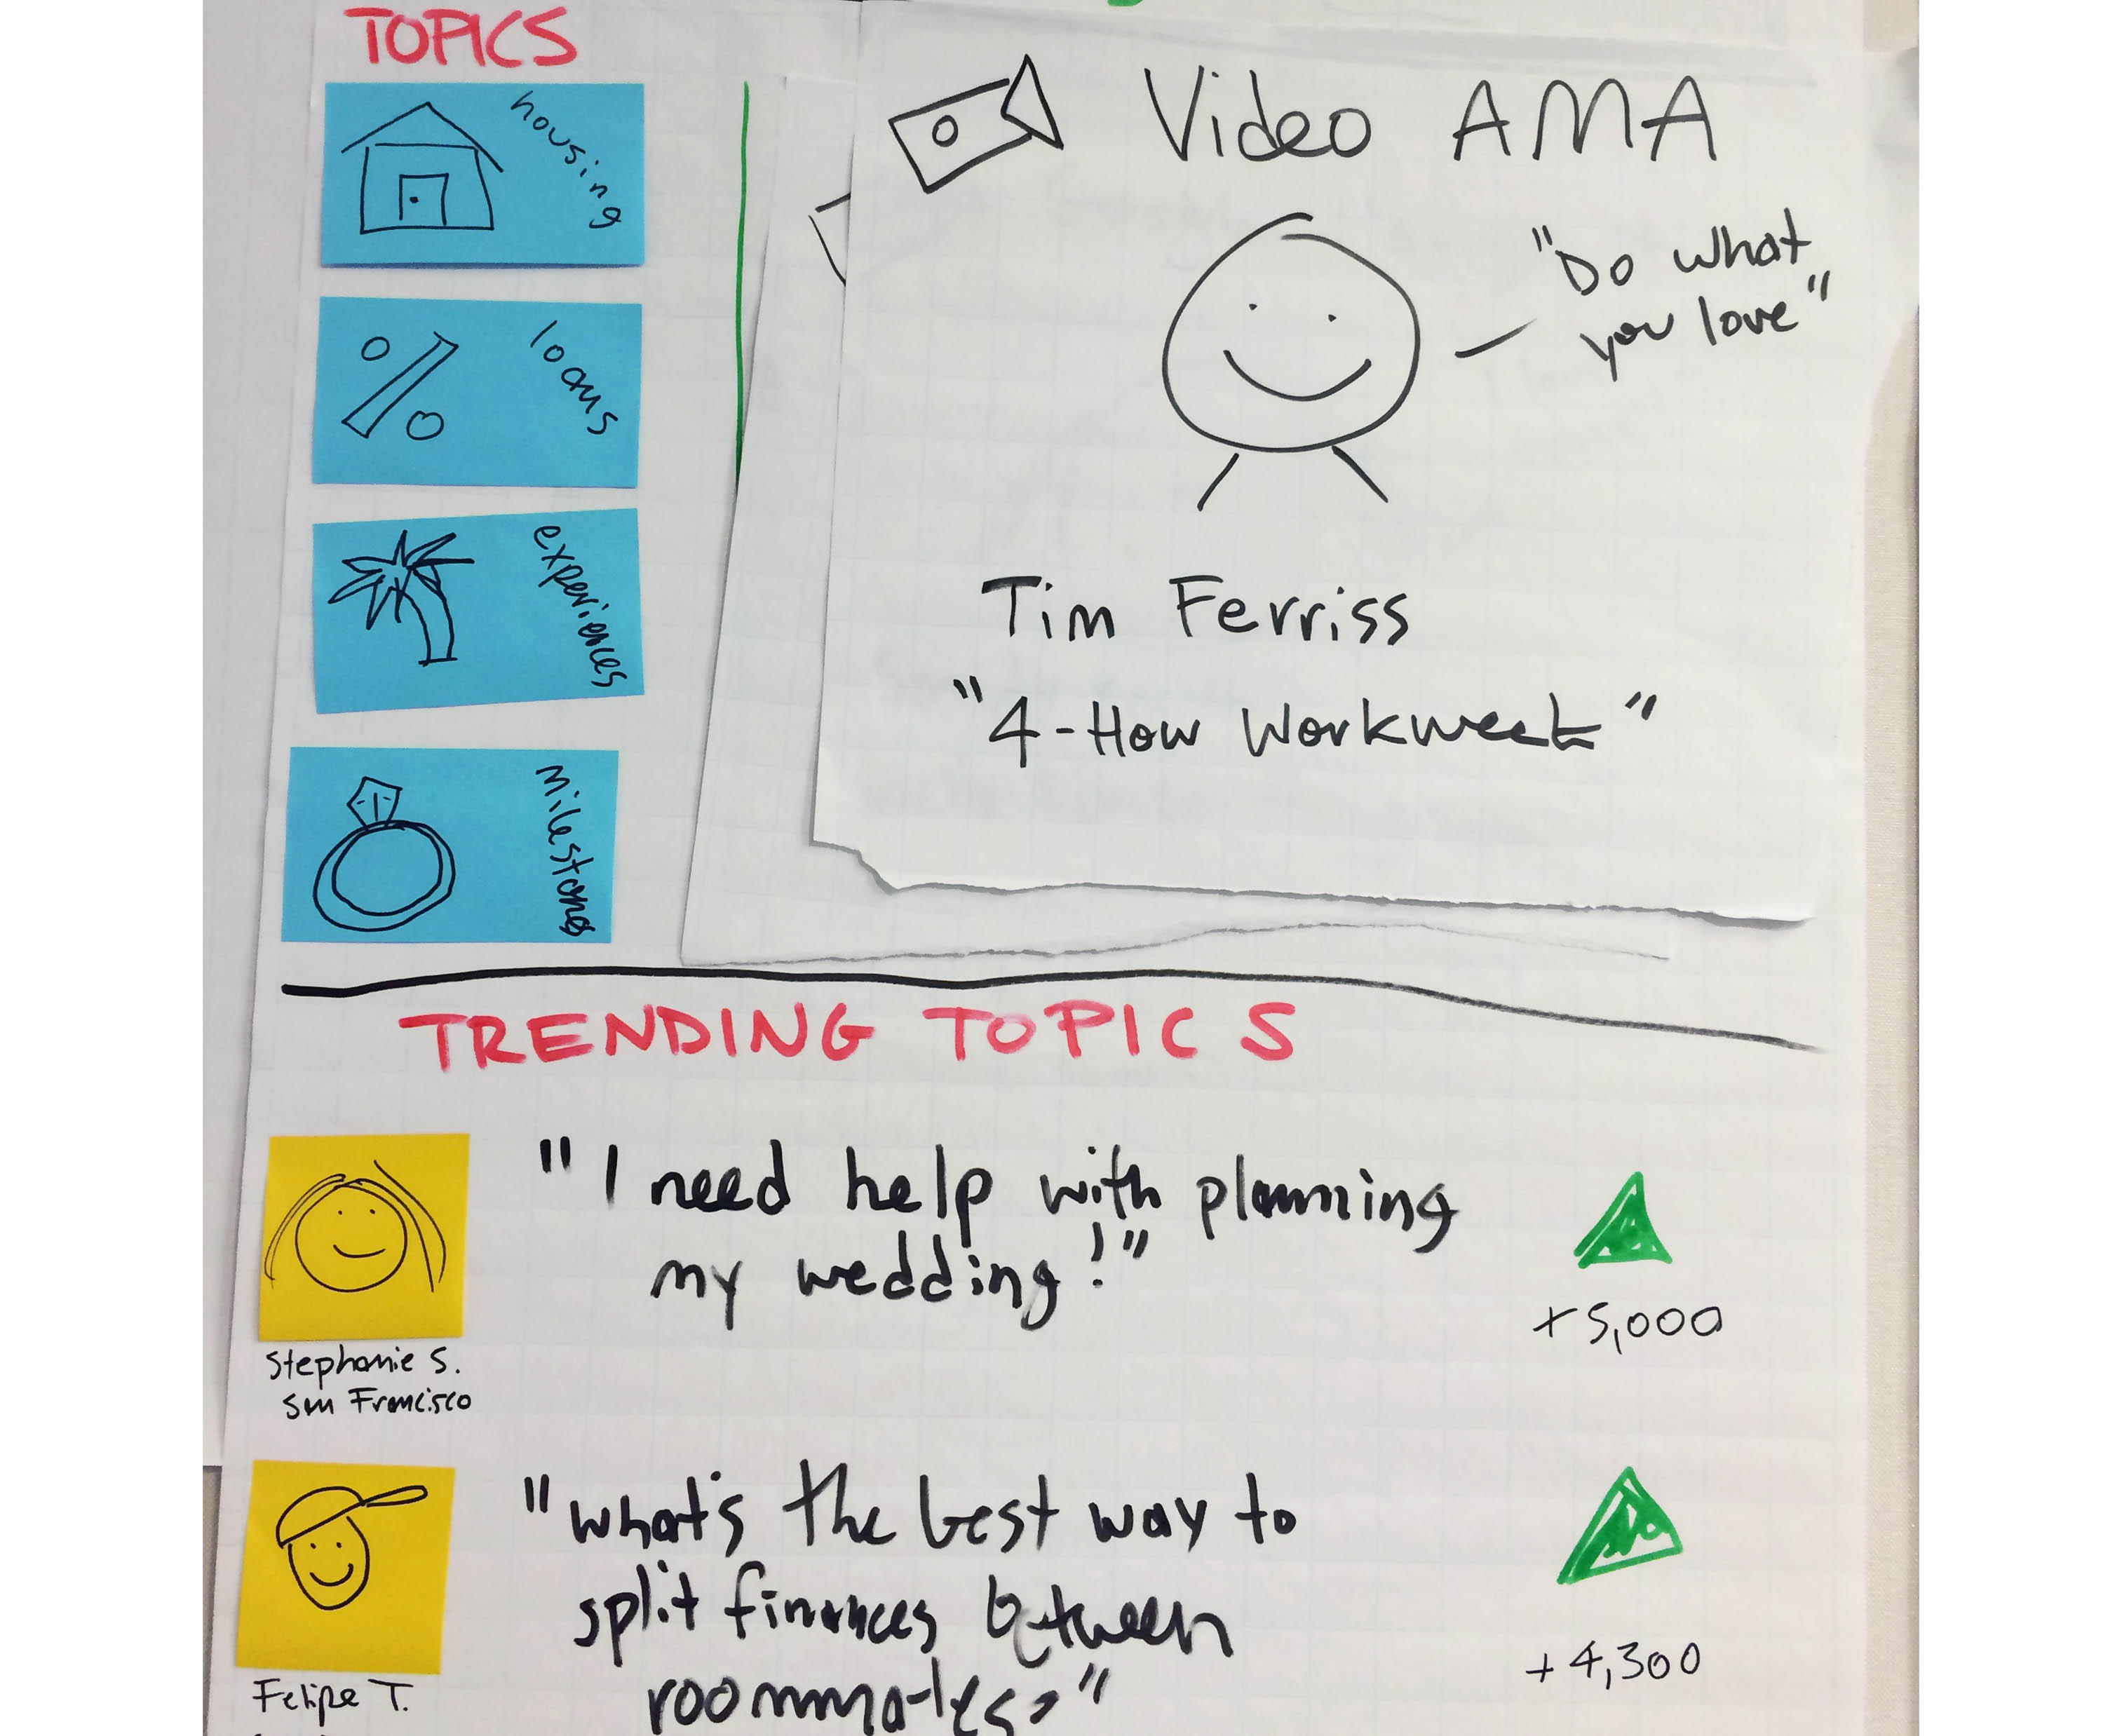 TOPICS
housing
loans
experiences
milestones
Video AMA
"Do what
you love"
Tim Ferriss
"4-Hour Workweek"
TRENDING TOPICS
"I need help with planning
my wedding!"
+5,000
Stephanie S.
San Francisco
"what's the best way to
split finances between
roommates?"
+4,300
Felipe T.